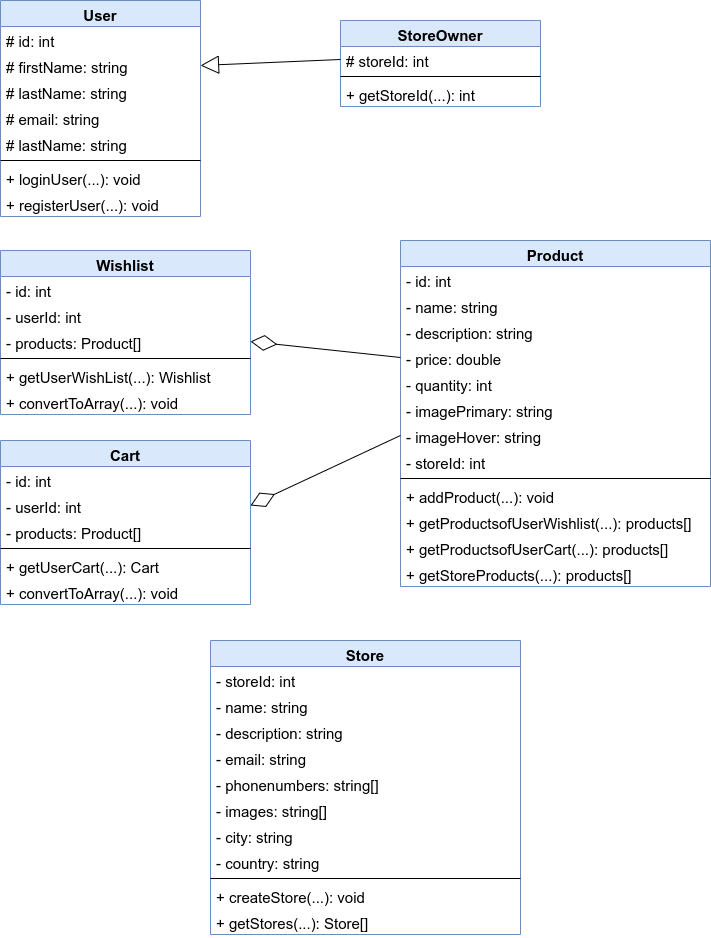 User
# id: int
# firstName: string
# lastName: string
# email: string
# lastName: string
+ loginUser(...): void
+ registerUser(...): void
StoreOwner
# storeId: int
+ getStoreId(...): int
Wishlist
- id: int
- userId: int
- products: Product[]
+ getUserWishList(...): Wishlist
+ convertToArray(...): void
Product
- id: int
- name: string
- description: string
- price: double
- quantity: int
- imagePrimary: string
- imageHover: string
- storeId: int
+ addProduct(...): void
+ getProductsofUserWishlist(...): products[]
+ getProductsofUserCart(...): products[]
+ getStoreProducts(...): products[]
Cart
- id: int
- userId: int
- products: Product[]
+ getUserCart(...): Cart
+ convertToArray(...): void
Store
- storeId: int
- name: string
- description: string
- email: string
- phonenumbers: string[]
- images: string[]
- city: string
- country: string
+ createStore(...): void
+ getStores(...): Store[]